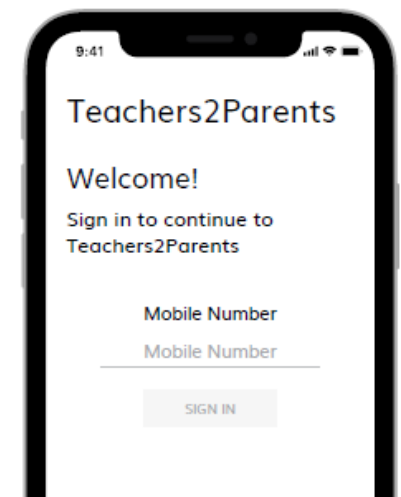 9:41
Teachers2Parents
Welcome!
Sign in to continue to
Teachers2Parents
Mobile Number
Mobile Number
SIGN IN